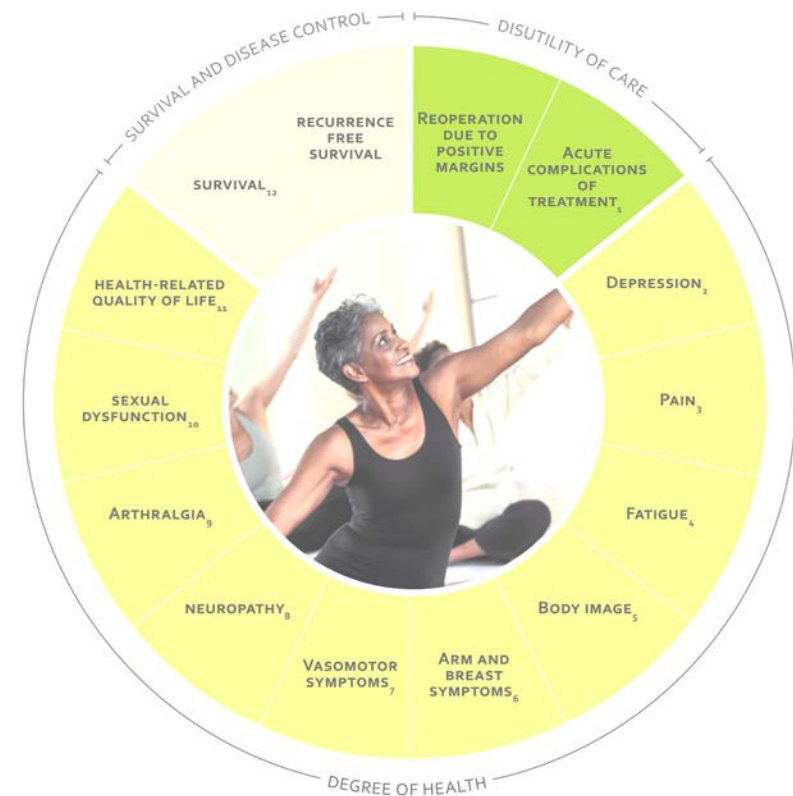 SURVIVAL AND DISEASE CONTROL
DISUTILITY OF CARE
RECURRENCE
FREE
SURVIVAL
SURVIVAL₁₂
REOPERATION
DUE TO
POSITIVE
MARGINS
ACUTE
COMPLICATIONS
OF
TREATMENT₁
DEPRESSION₂
PAIN₃
FATIGUE₄
BODY IMAGE₅
ARM AND
BREAST
SYMPTOMS₆
VASOMOTOR
SYMPTOMS₇
NEUROPATHY₈
ARTHRALGIA₉
SEXUAL
DYSFUNCTION₁₀
HEALTH-RELATED
QUALITY OF LIFE₁₁
DEGREE OF HEALTH